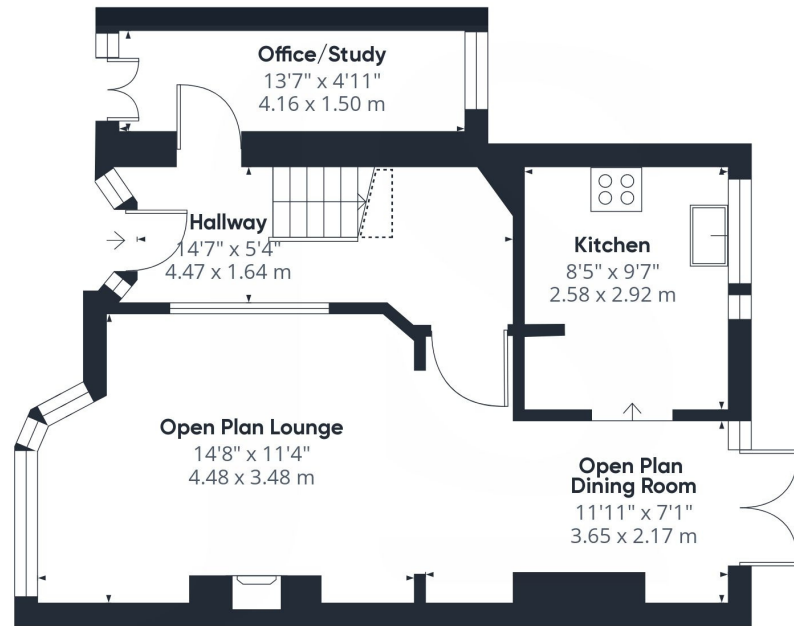 Office/Study
13'7" x 4'11"
4.16 x 1.50 m
Hallway
14'7" x 5'4"
4.47 x 1.64 m
Kitchen
8'5" x 9'7"
2.58 x 2.92 m
Open Plan Lounge
14'8" x 11'4"
4.48 x 3.48 m
Open Plan
Dining Room
11'11" x 7'1"
3.65 x 2.17 m